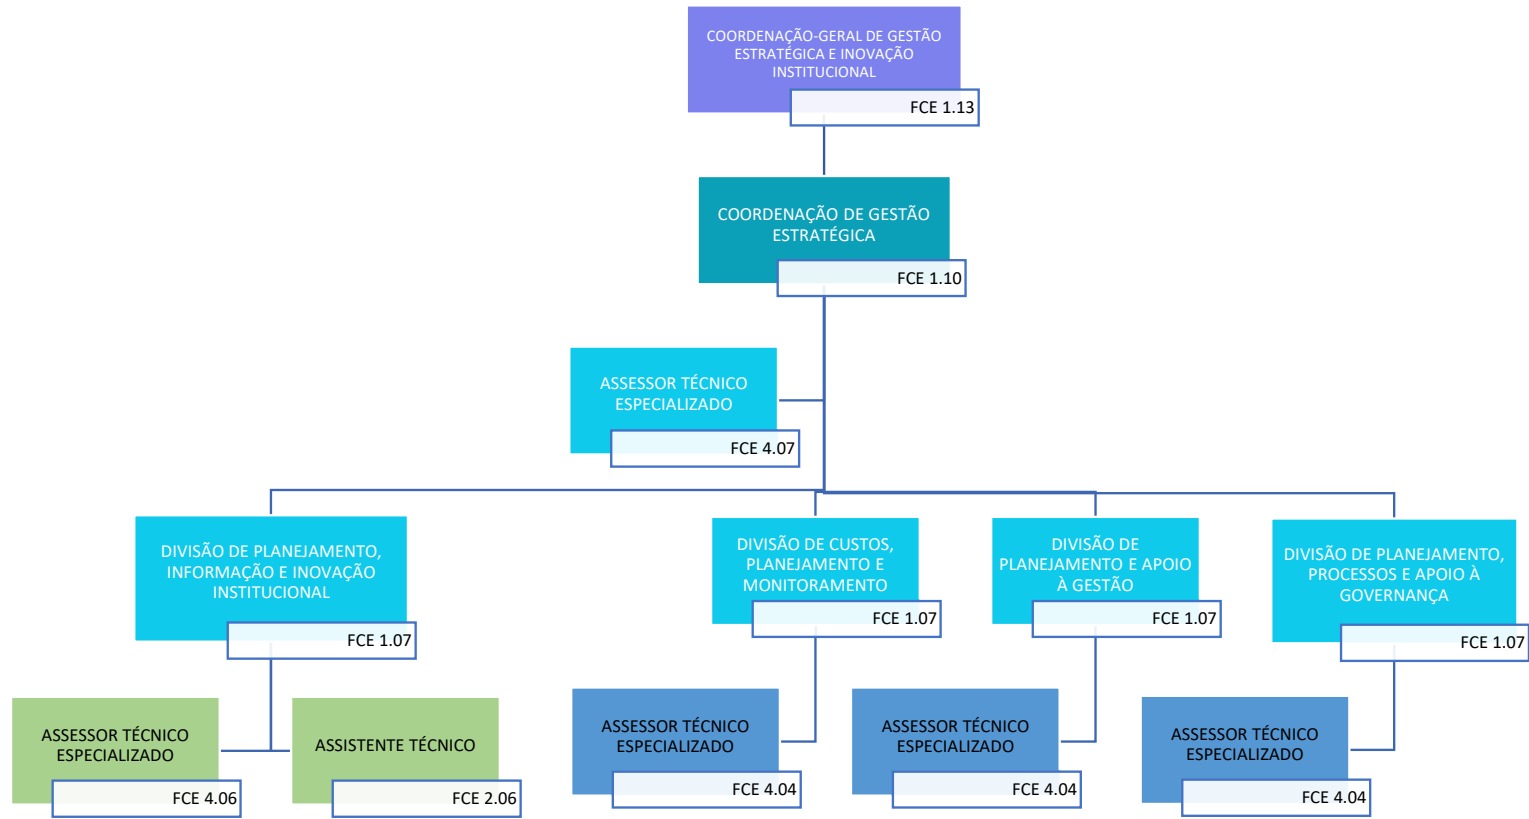 COORDENAÇÃO-GERAL DE GESTÃO
ESTRATÉGICA E INOVAÇÃO
INSTITUCIONAL
FCE 1.13
COORDENAÇÃO DE GESTÃO
ESTRATÉGICA
FCE 1.10
ASSESSOR TÉCNICO
ESPECIALIZADO
FCE 4.07
DIVISÃO DE PLANEJAMENTO,
INFORMAÇÃO E INOVAÇÃO
INSTITUCIONAL
FCE 1.07
DIVISÃO DE CUSTOS,
PLANEJAMENTO E
MONITORAMENTO
FCE 1.07
DIVISÃO DE
PLANEJAMENTO E APOIO
À GESTÃO
FCE 1.07
DIVISÃO DE PLANEJAMENTO,
PROCESSOS E APOIO À
GOVERNANÇA
FCE 1.07
ASSESSOR TÉCNICO
ESPECIALIZADO
FCE 4.06
ASSISTENTE TÉCNICO
FCE 2.06
ASSESSOR TÉCNICO
ESPECIALIZADO
FCE 4.04
ASSESSOR TÉCNICO
ESPECIALIZADO
FCE 4.04
ASSESSOR TÉCNICO
ESPECIALIZADO
FCE 4.04